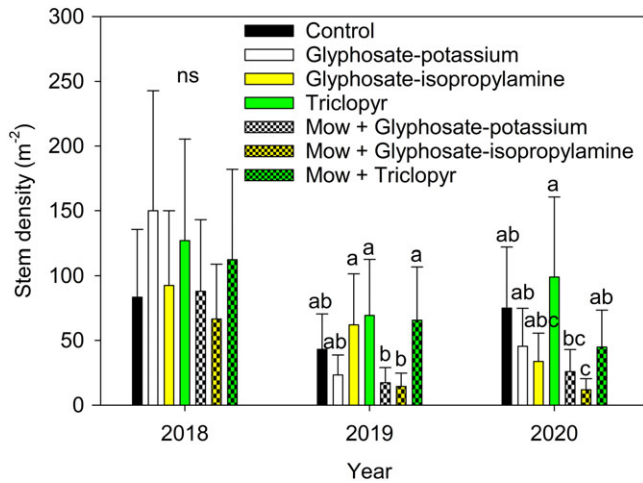 300
250
200
150
100
50
0
Stem density (m-2)
Control
Glyphosate-potassium
Glyphosate-isopropylamine
Triclopyr
Mow + Glyphosate-potassium
Mow + Glyphosate-isopropylamine
Mow + Triclopyr
ns
ab
ab
a
a
b
b
a
ab
ab
abc
a
bc
c
ab
2018
2019
2020
Year